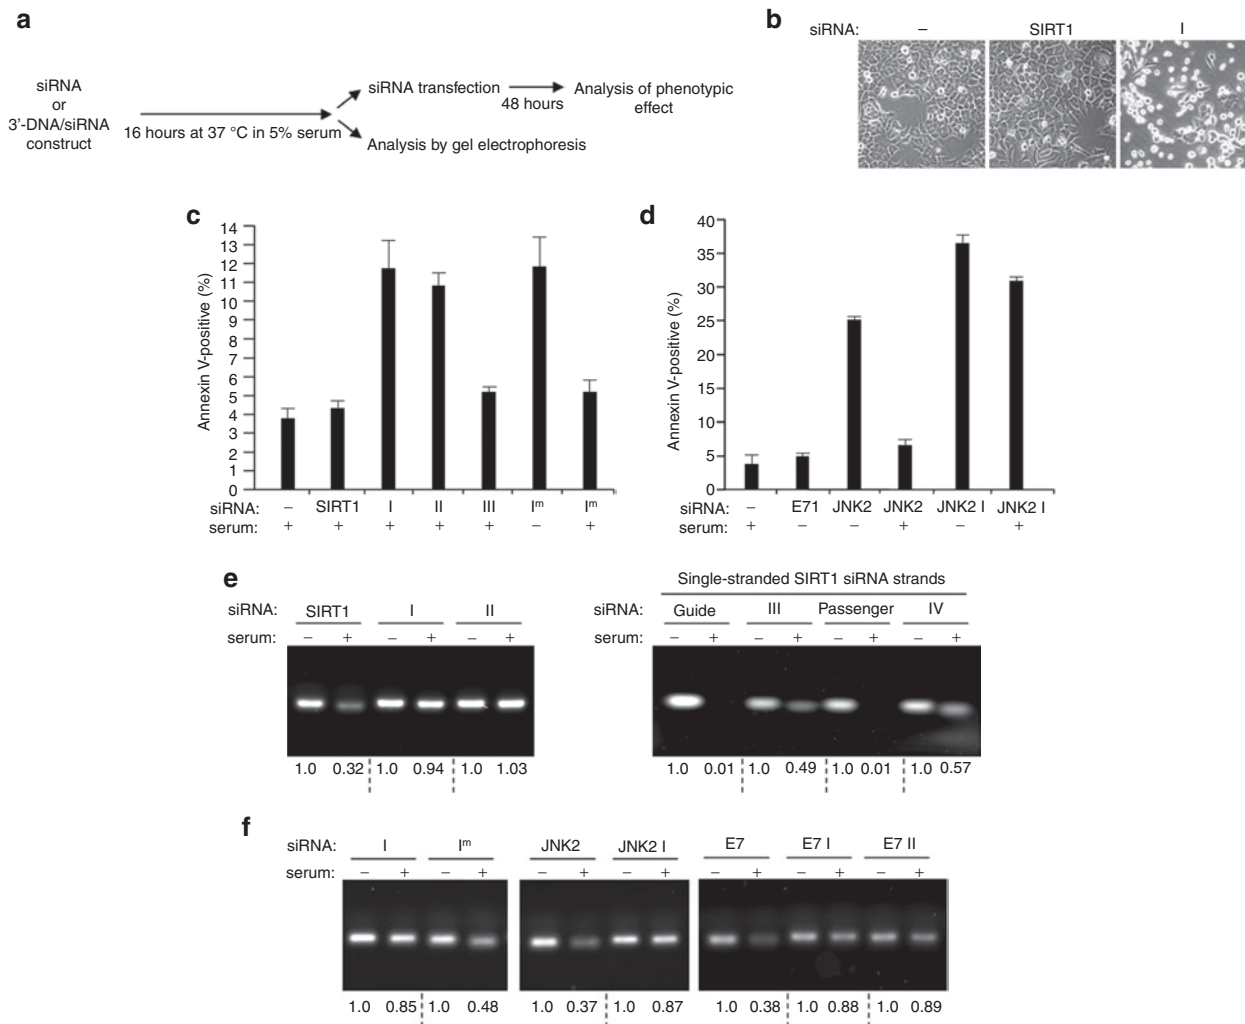 a
siRNA
or
3'-DNA/siRNA
construct
16 hours at 37 °C in 5% serum
siRNA transfection
48 hours
Analysis of phenotypic
effect
Analysis by gel electrophoresis
b
siRNA: – SIRT1 I
c
Annexin V-positive (%)
14
13
12
11
10
9
8
7
6
5
4
3
2
1
0
siRNA: – SIRT1 I II III Iᵐ Iᵐ
serum: + + + + + – +
d
Annexin V-positive (%)
40
35
30
25
20
15
10
5
0
siRNA: – E71 JNK2 JNK2 JNK2 I JNK2 I
serum: + – – + – +
e
siRNA: SIRT1 I II
serum: – + – + – +
1.0 0.32 1.0 0.94 1.0 1.03
Single-stranded SIRT1 siRNA strands
siRNA: Guide III Passenger IV
serum: – + – + – + – +
1.0 0.01 1.0 0.49 1.0 0.01 1.0 0.57
f
siRNA: I Iᵐ JNK2 JNK2 I E7 E7 I E7 II
serum: – + – + – + – + – + – + – +
1.0 0.85 1.0 0.48 1.0 0.37 1.0 0.87 1.0 0.38 1.0 0.88 1.0 0.89